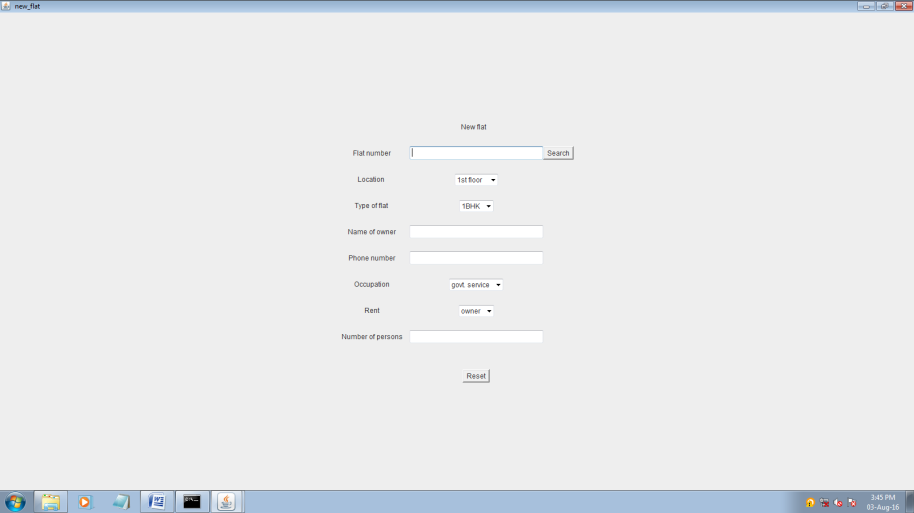 new_flat
New flat
Flat number Search
Location 1st floor
Type of flat 1BHK
Name of owner
Phone number
Occupation govt. service
Rent owner
Number of persons
Reset
3:45 PM
03-Aug-16